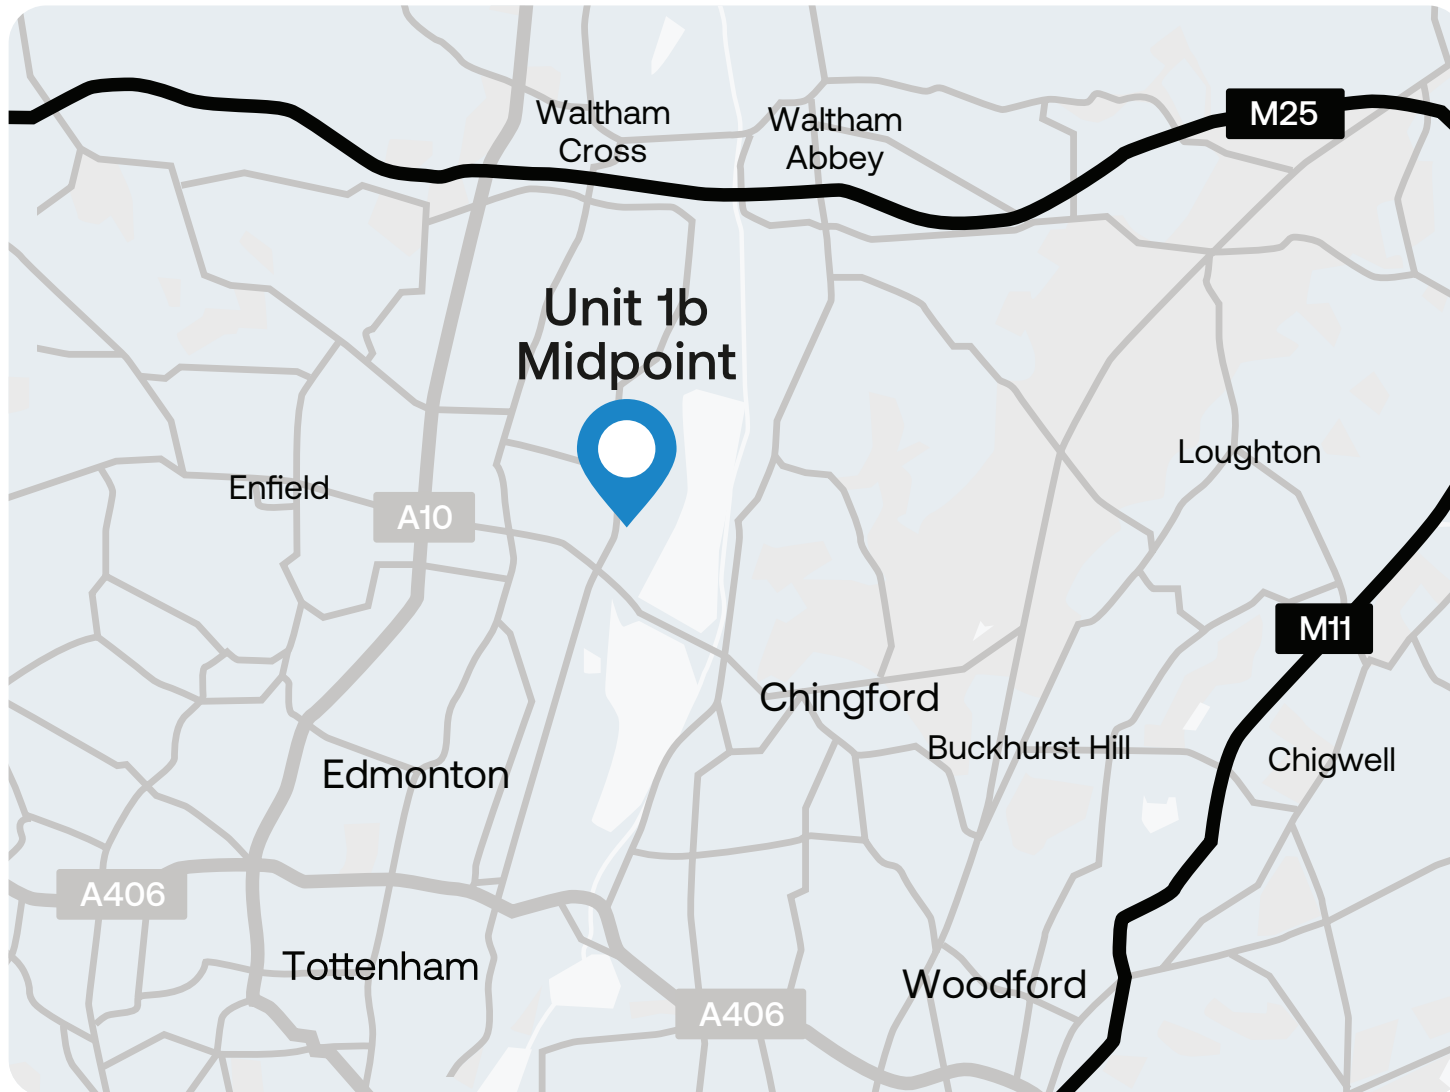 Waltham
Cross
Waltham
Abbey
M25
Unit 1b
Midpoint
Loughton
Enfield
A10
M11
Chingford
Buckhurst Hill
Chigwell
Edmonton
A406
Tottenham
Woodford
A406